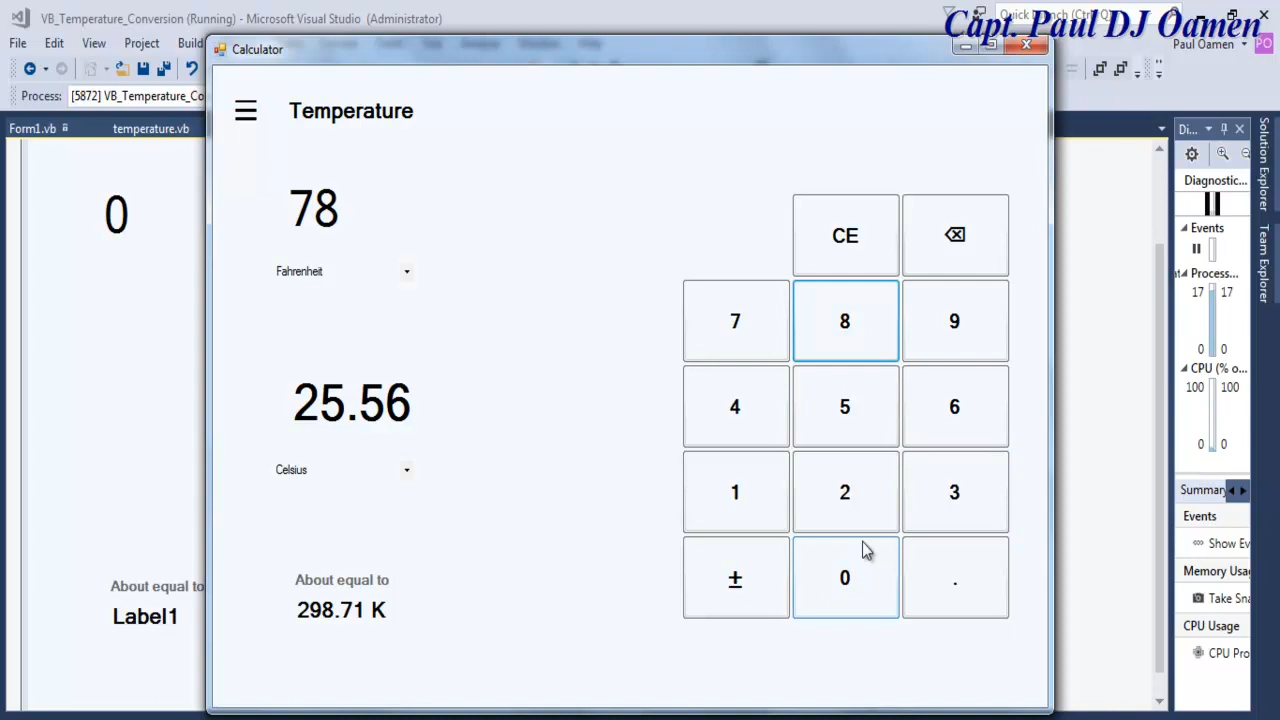 VB_Temperature_Conversion (Running) - Microsoft Visual Studio (Administrator)
Capt. Paul DJ Oamen
File Edit View Project Build
Paul Oamen PO
Process: [5872] VB_Temperature_Co
Form1.vb temperature.vb
0
About equal to
Label1
Calculator
☰ Temperature
78
Fahrenheit
25.56
Celsius
About equal to
298.71 K
CE ⌫
7 8 9
4 5 6
1 2 3
± 0 .
Di...
Diagnostic...
Events
Process...
17 17
0 0
CPU (% o...
100 100
0 0
Summary
Events
Show Ev
Memory Usag
Take Sna
CPU Usage
CPU Pro
Solution Explorer
Team Explorer